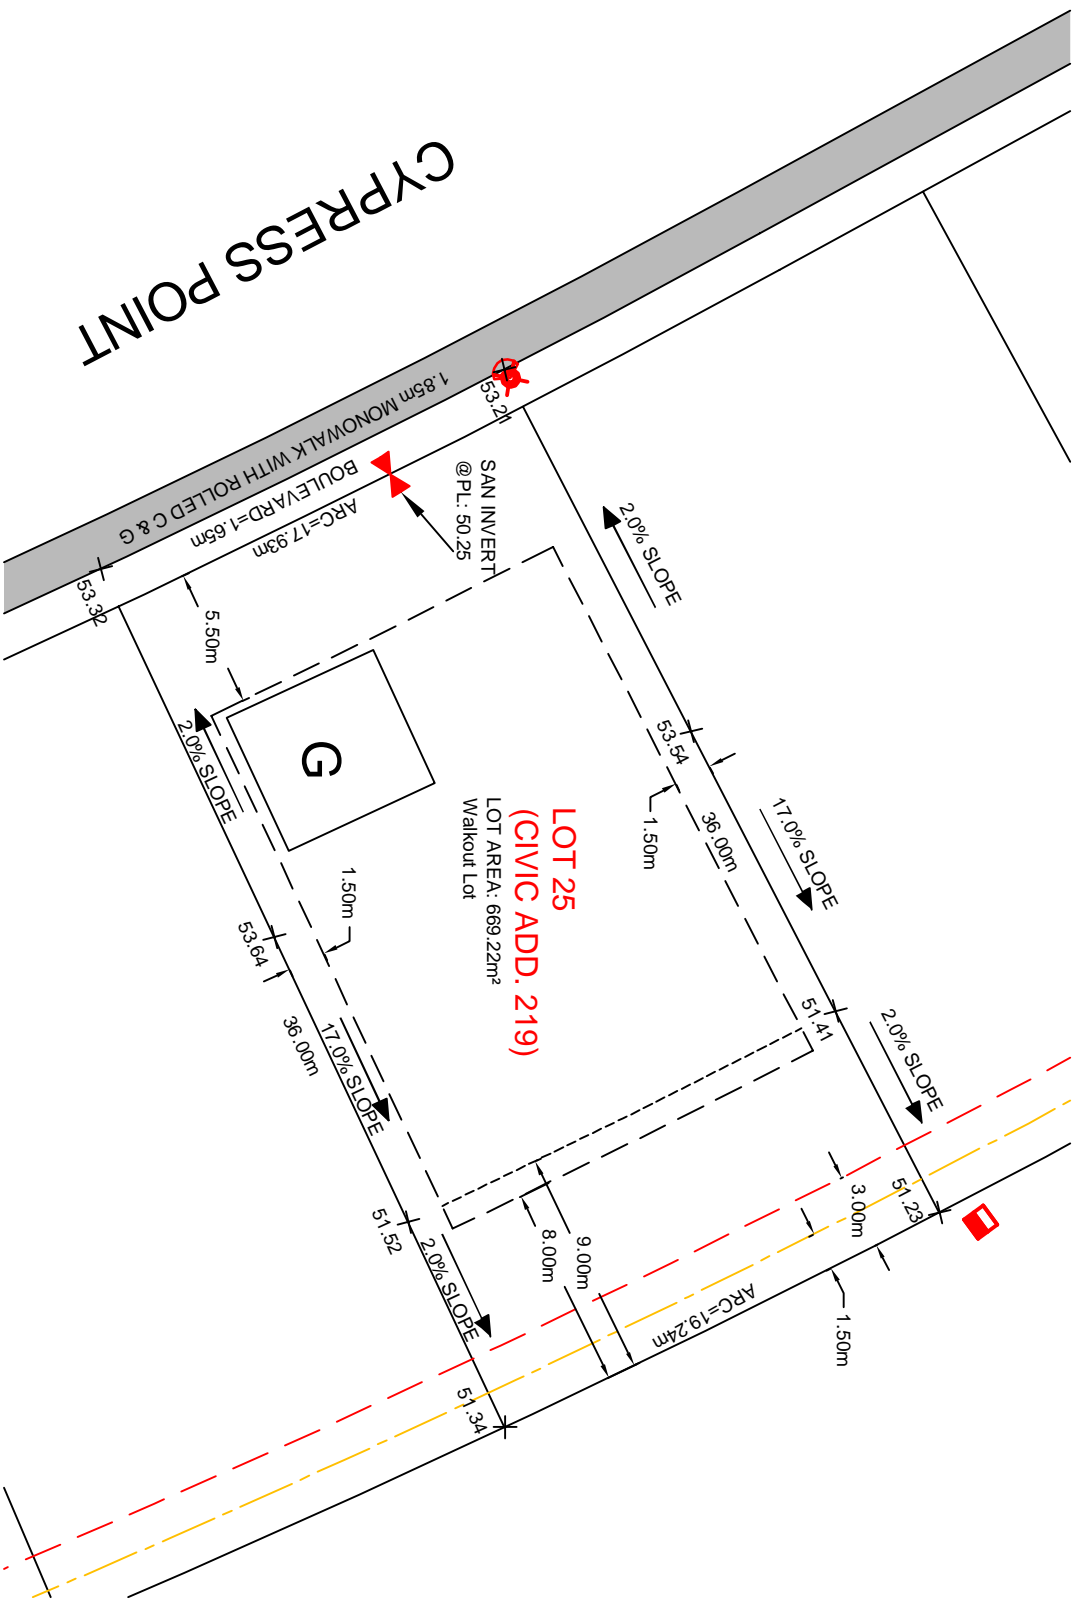 CYPRESS POINT
1.85m MONOWALK WITH ROLLED C & G
BOULEVARD=1.65m
ARC=17.93m
53.21
53.32
SAN INVERT
@PL: 50.25
5.50m
2.0% SLOPE
2.0% SLOPE
G
53.54
1.50m
36.00m
17.0% SLOPE
LOT 25
(CIVIC ADD. 219)
LOT AREA: 669.22m²
Walkout Lot
1.50m
53.64
36.00m
17.0% SLOPE
51.41
2.0% SLOPE
51.52
2.0% SLOPE
51.23
3.00m
9.00m
8.00m
ARC=19.24m
1.50m
51.34